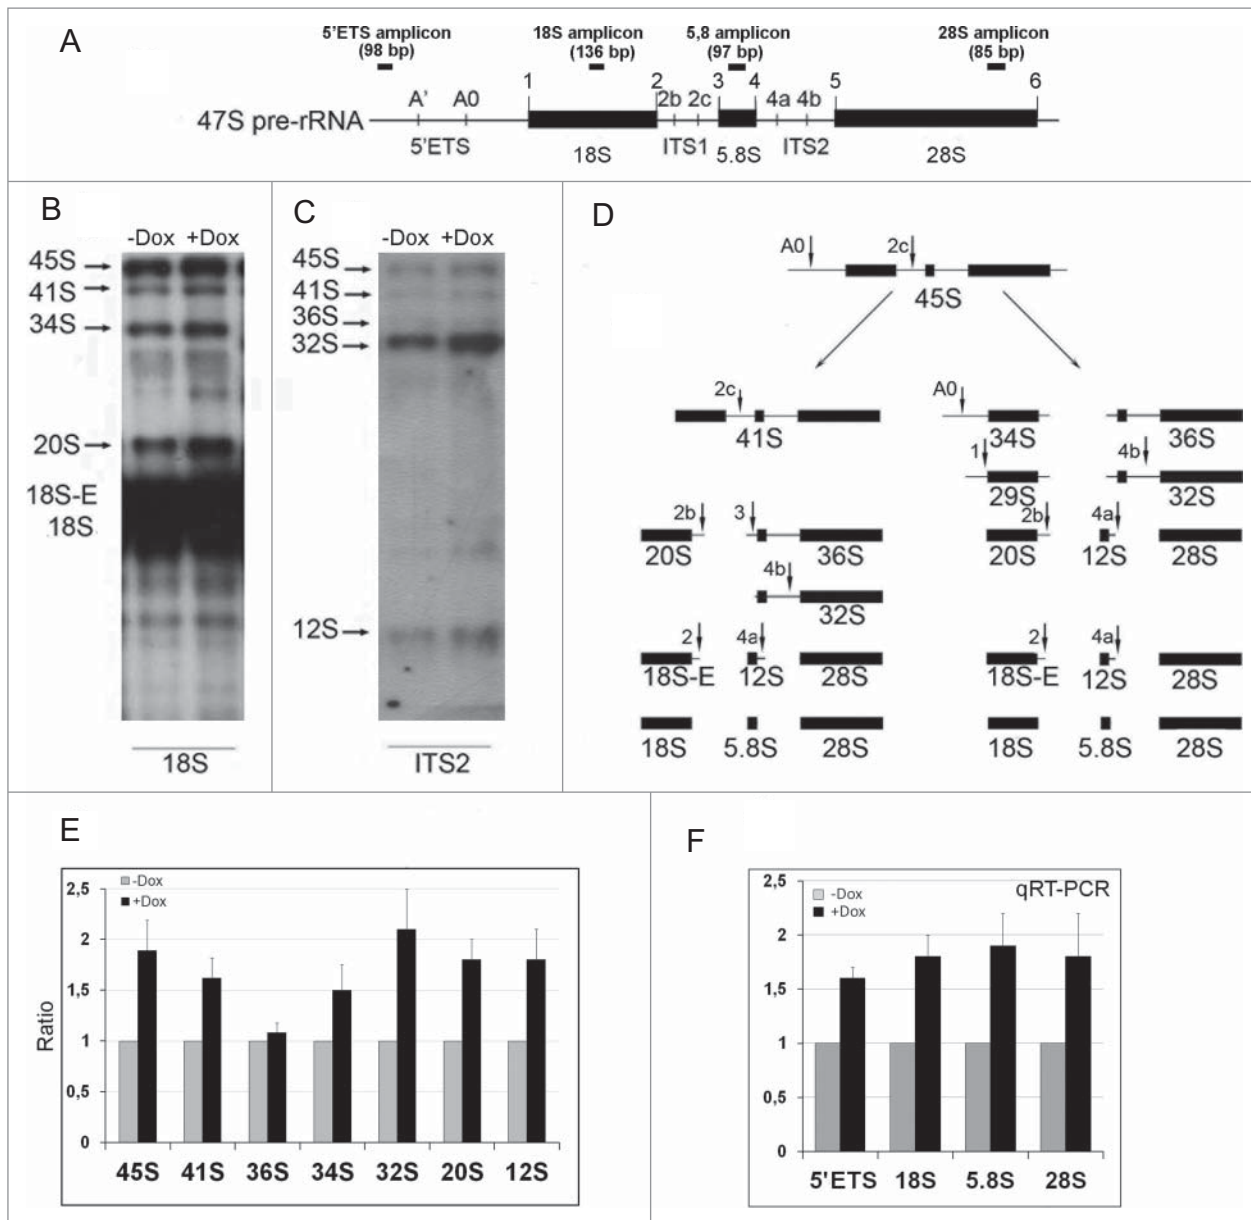 A
5'ETS amplicon
(98 bp)
18S amplicon
(136 bp)
5,8 amplicon
(97 bp)
28S amplicon
(85 bp)
1 2 3 4 5 6
A' A0 2b 2c 4a 4b
47S pre-rRNA
5'ETS 18S ITS1 5.8S ITS2 28S
B
-Dox +Dox
45S
41S
34S
20S
18S-E
18S
18S
C
-Dox +Dox
45S
41S
36S
32S
12S
ITS2
D
A0 2c
45S
2c
41S
A0
34S 36S
1 4b
29S 32S
2b 3
20S 36S
2b 4a
20S 12S 28S
4b
32S
2 4a 2 4a
18S-E 12S 28S 18S-E 12S 28S
18S 5.8S 28S 18S 5.8S 28S
E
-Dox
+Dox
2,5
2
1,5
1
0,5
0
Ratio
45S 41S 36S 34S 32S 20S 12S
F
qRT-PCR
-Dox
+Dox
2,5
2
1,5
1
0,5
0
5'ETS 18S 5.8S 28S